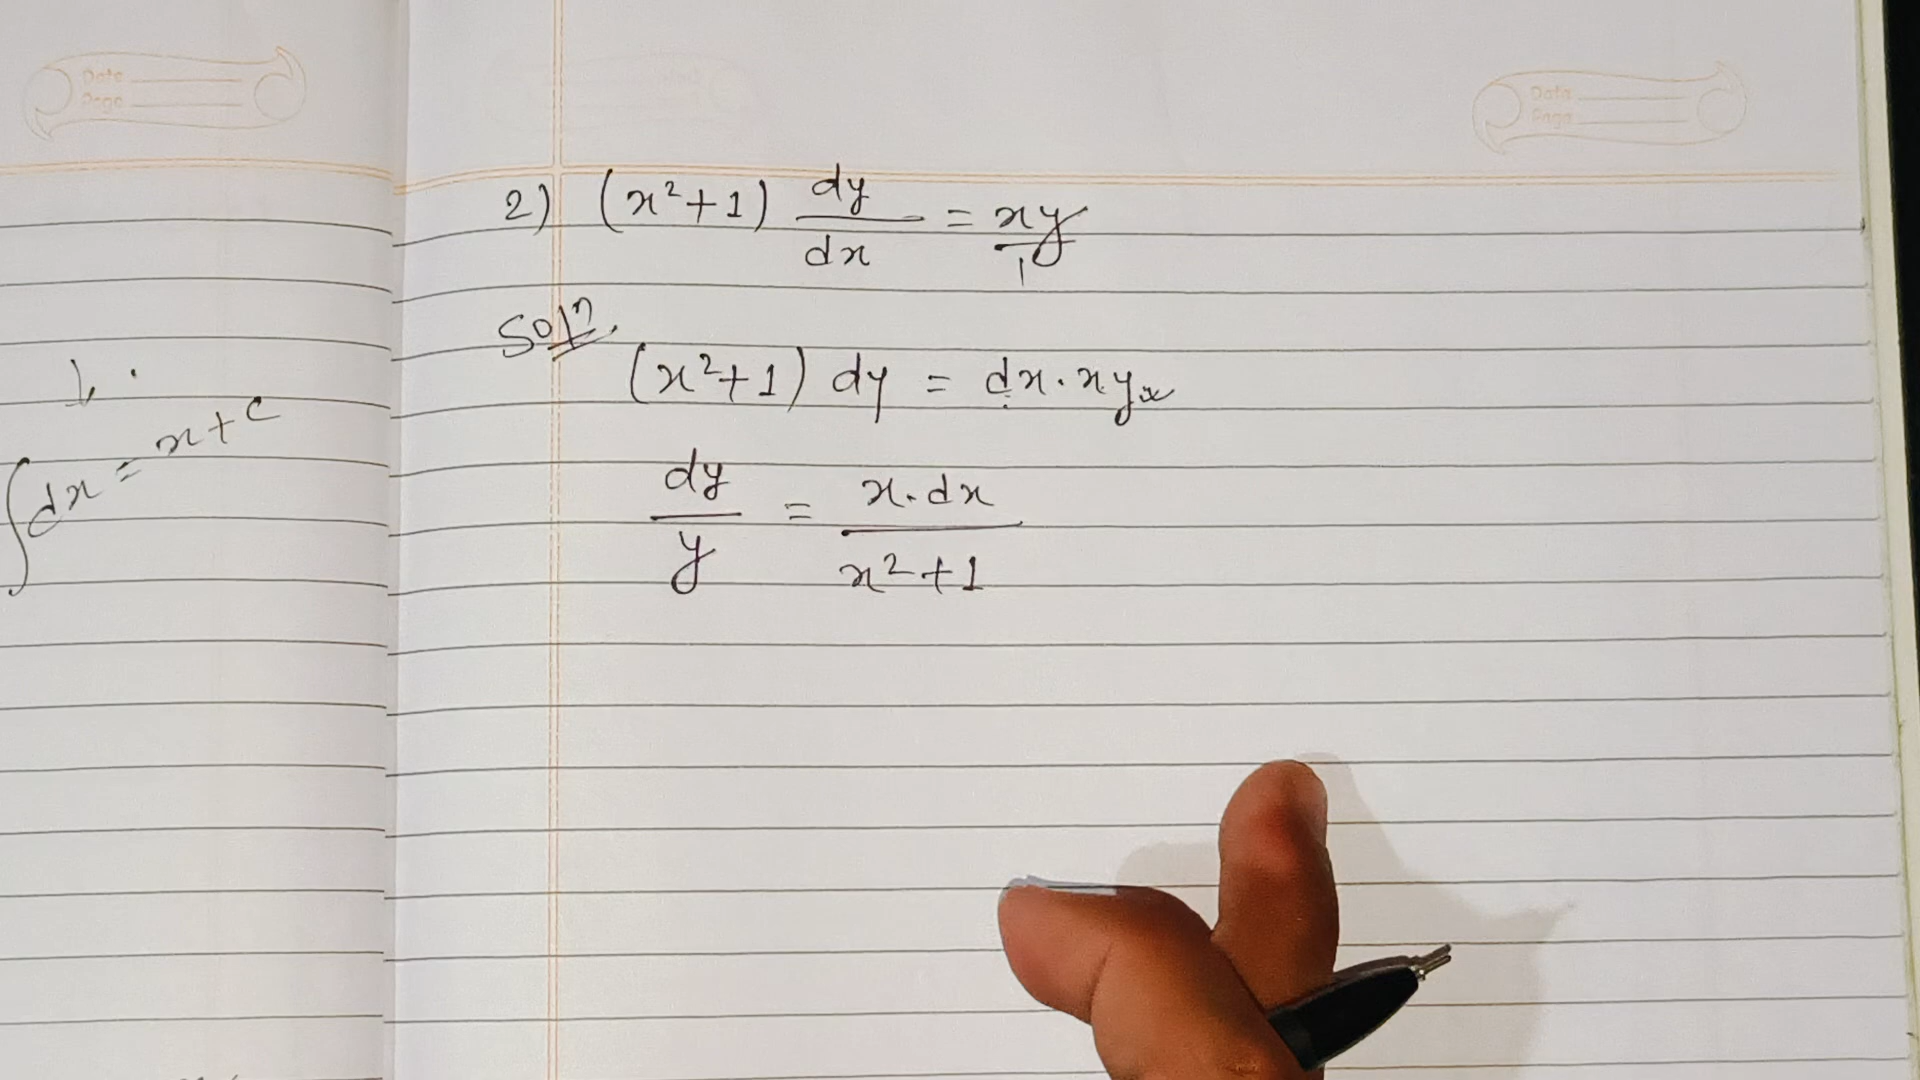 Date
Page
Date
Page
2) (x²+1) dy/dx = xy/1
Solⁿ.
(x²+1) dy = dx · xy
dy/y = x · dx/x²+1
∫dx = x + c